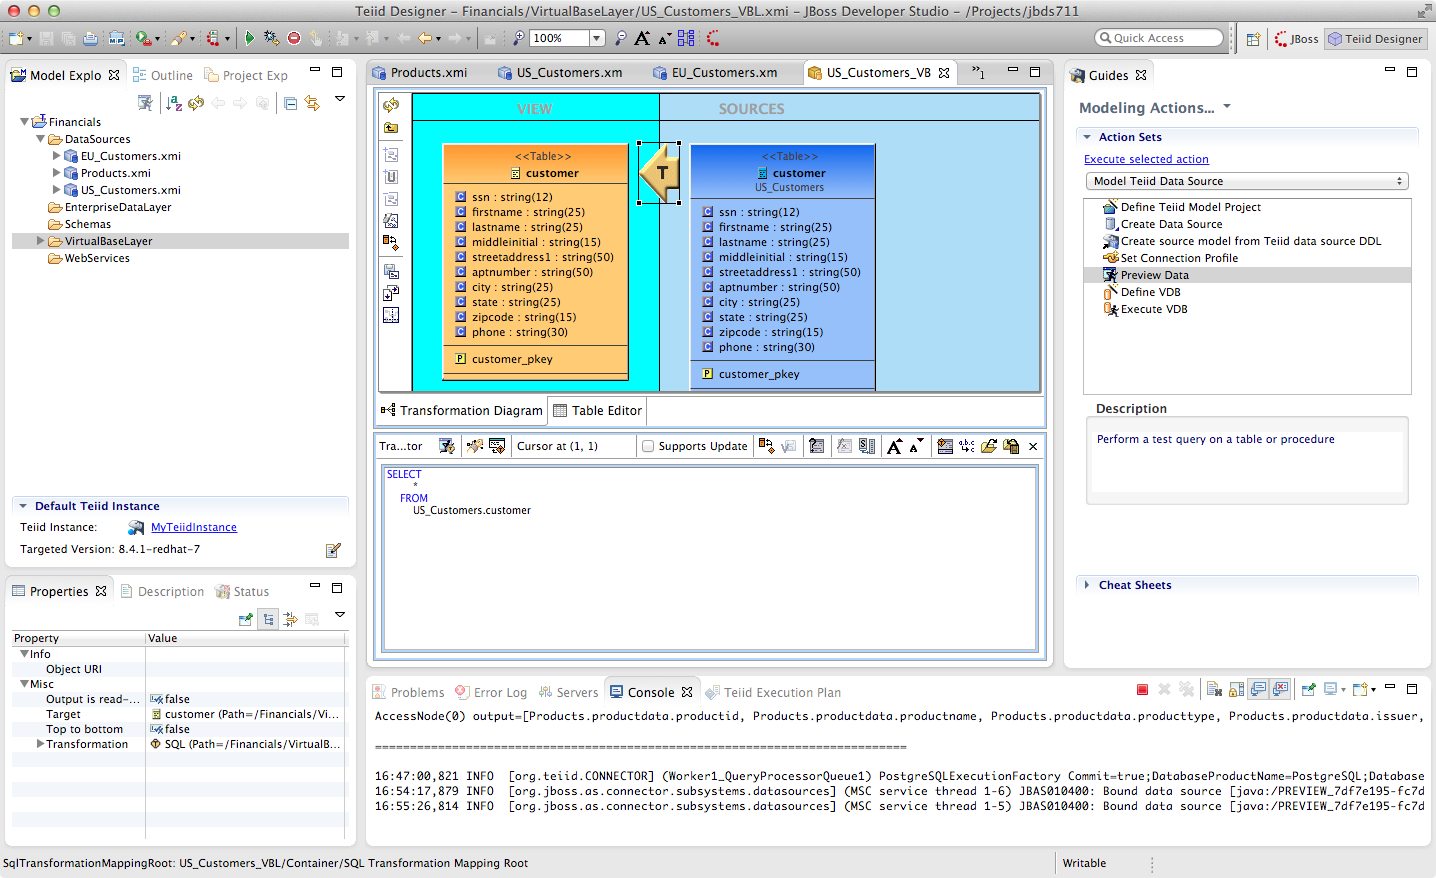 Teiid Designer – Financials/VirtualBaseLayer/US_Customers_VBL.xmi – JBoss Developer Studio – /Projects/jbds711
100%
Quick Access
JBoss
Teiid Designer
Model Explo
Outline
Project Exp
Financials
DataSources
EU_Customers.xmi
Products.xmi
US_Customers.xmi
EnterpriseDataLayer
Schemas
VirtualBaseLayer
WebServices
Default Teiid Instance
Teiid Instance:
MyTeiidInstance
Targeted Version: 8.4.1-redhat-7
Properties
Description
Status
Property Value
Info
Object URI
Misc
Output is read-... false
Target customer (Path=/Financials/Vi...
Top to bottom false
Transformation SQL (Path=/Financials/VirtualB...
Products.xmi
US_Customers.xm
EU_Customers.xm
US_Customers_VB
»1
VIEW
SOURCES
<<Table>>
customer
ssn : string(12)
firstname : string(25)
lastname : string(25)
middleinitial : string(15)
streetaddress1 : string(50)
aptnumber : string(50)
city : string(25)
state : string(25)
zipcode : string(15)
phone : string(30)
customer_pkey
T
<<Table>>
customer
US_Customers
ssn : string(12)
firstname : string(25)
lastname : string(25)
middleinitial : string(15)
streetaddress1 : string(50)
aptnumber : string(50)
city : string(25)
state : string(25)
zipcode : string(15)
phone : string(30)
customer_pkey
Transformation Diagram
Table Editor
Tra...tor
Cursor at (1, 1)
Supports Update
SELECT
*
FROM
US_Customers.customer
Guides
Modeling Actions...
Action Sets
Execute selected action
Model Teiid Data Source
Define Teiid Model Project
Create Data Source
Create source model from Teiid data source DDL
Set Connection Profile
Preview Data
Define VDB
Execute VDB
Description
Perform a test query on a table or procedure
Cheat Sheets
Problems
Error Log
Servers
Console
Teiid Execution Plan
AccessNode(0) output=[Products.productdata.productid, Products.productdata.productname, Products.productdata.producttype, Products.productdata.issuer,
============================================================================
16:47:00,821 INFO [org.teiid.CONNECTOR] (Worker1_QueryProcessorQueue1) PostgreSQLExecutionFactory Commit=true;DatabaseProductName=PostgreSQL;Database
16:54:17,879 INFO [org.jboss.as.connector.subsystems.datasources] (MSC service thread 1-6) JBAS010400: Bound data source [java:/PREVIEW_7df7e195-fc7d
16:55:26,814 INFO [org.jboss.as.connector.subsystems.datasources] (MSC service thread 1-5) JBAS010400: Bound data source [java:/PREVIEW_7df7e195-fc7d
SqlTransformationMappingRoot: US_Customers_VBL/Container/SQL Transformation Mapping Root
Writable